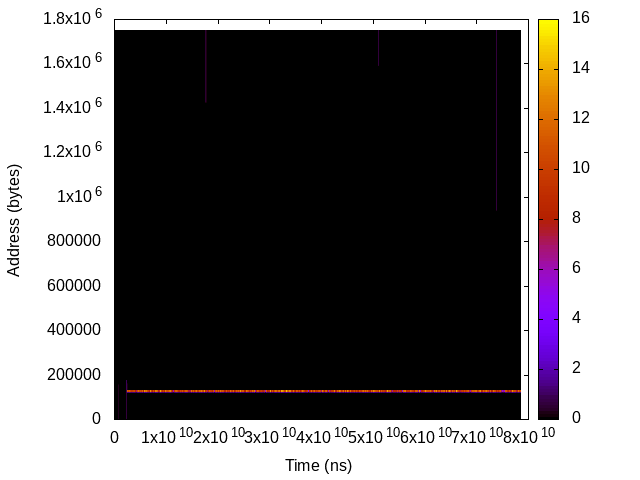 1.8x10^6
1.6x10^6
1.4x10^6
1.2x10^6
1x10^6
800000
600000
400000
200000
0
Address (bytes)
0 1x10^10 2x10^10 3x10^10 4x10^10 5x10^10 6x10^10 7x10^10 8x10^10
Time (ns)
16
14
12
10
8
6
4
2
0